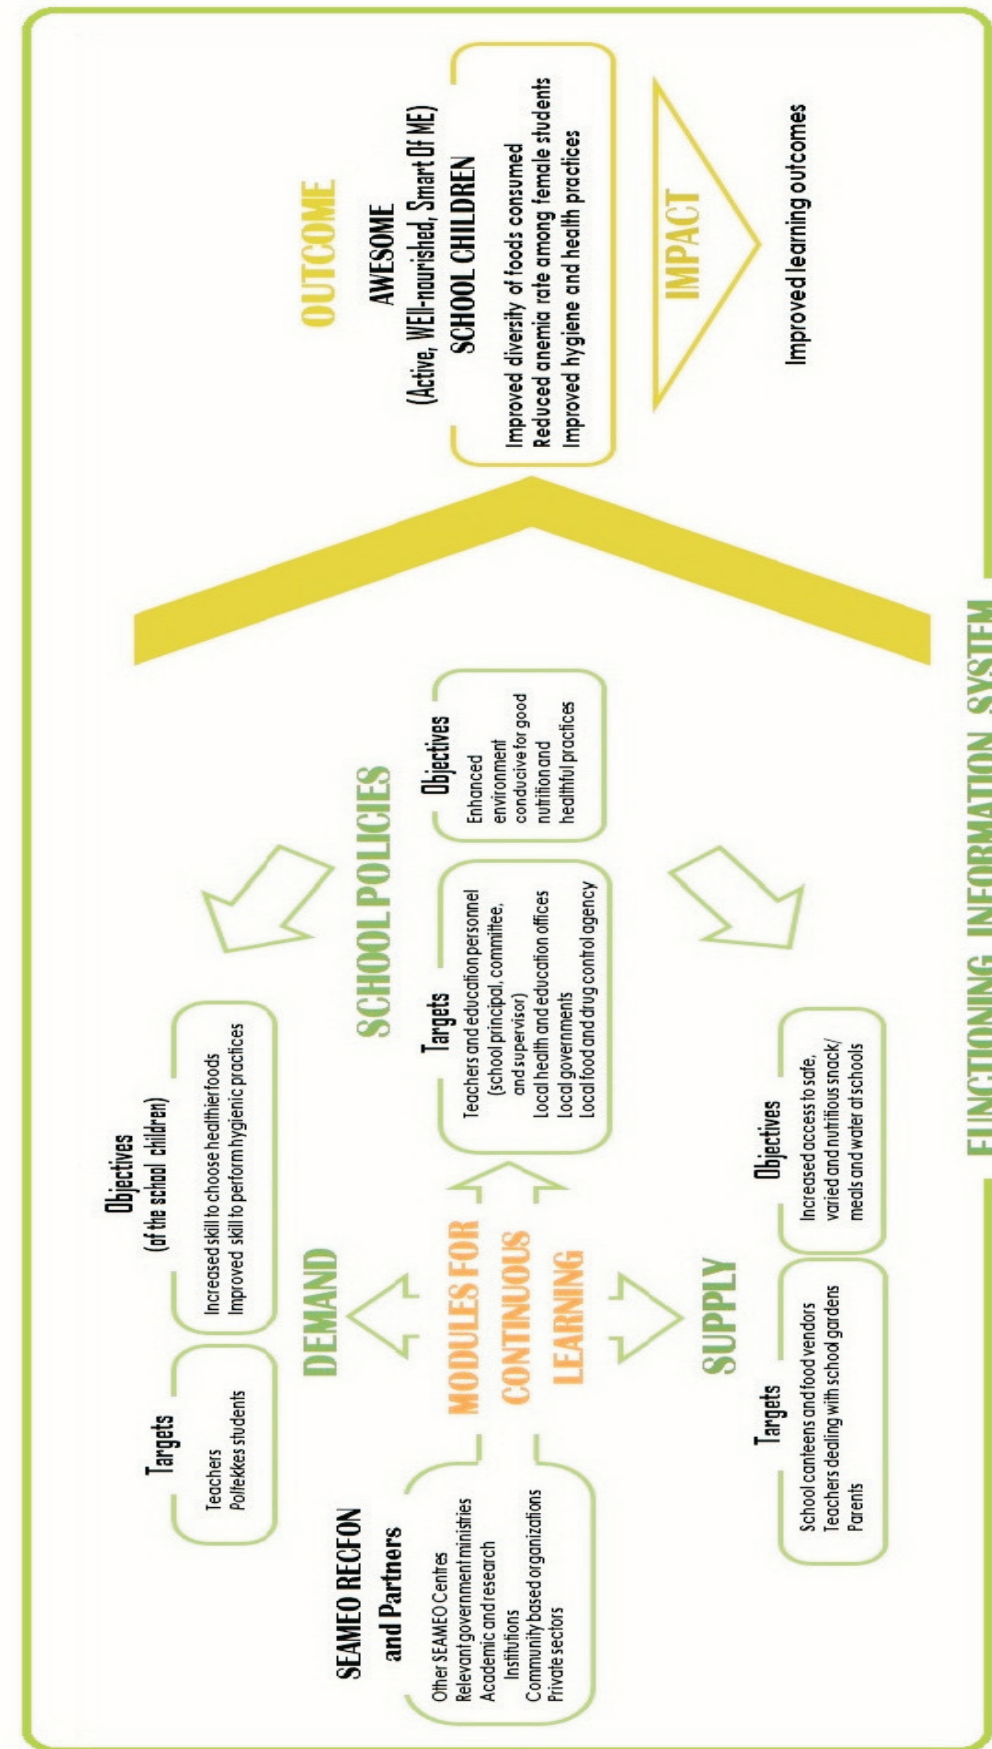 SEAMEO RECFON
and Partners
Other SEAMEO Centres
Relevant government ministries
Academic and research
Institutions
Community based organizations
Private sectors
MODULES FOR
CONTINUOUS
LEARNING
DEMAND
Targets
Teachers
Poltekkes students
Objectives
(of the school children)
Increased skill to choose healthier foods
Improved skill to perform hygienic practices
SCHOOL POLICIES
Targets
Teachers and education personnel
(school principal, committee,
and supervisor)
Local health and education offices
Local governments
Local food and drug control agency
Objectives
Enhanced
environment
conducive for good
nutrition and
healthful practices
SUPPLY
Targets
School canteens and food vendors
Teachers dealing with school gardens
Parents
Objectives
Increased access to safe,
varied and nutritious snack/
meals and water at schools
OUTCOME
AWESOME
(Active, WEll-nourished, Smart Of ME)
SCHOOL CHILDREN
Improved diversity of foods consumed
Reduced anemia rate among female students
Improved hygiene and health practices
IMPACT
Improved learning outcomes
FUNCTIONING INFORMATION SYSTEM